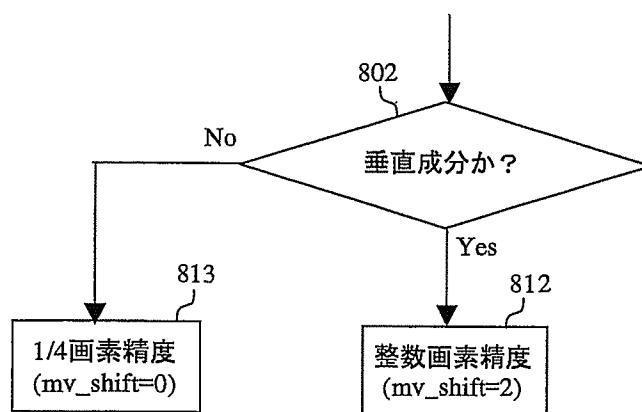 802
No
垂直成分か？
Yes
813
812
1/4画素精度
(mv_shift=0)
整数画素精度
(mv_shift=2)